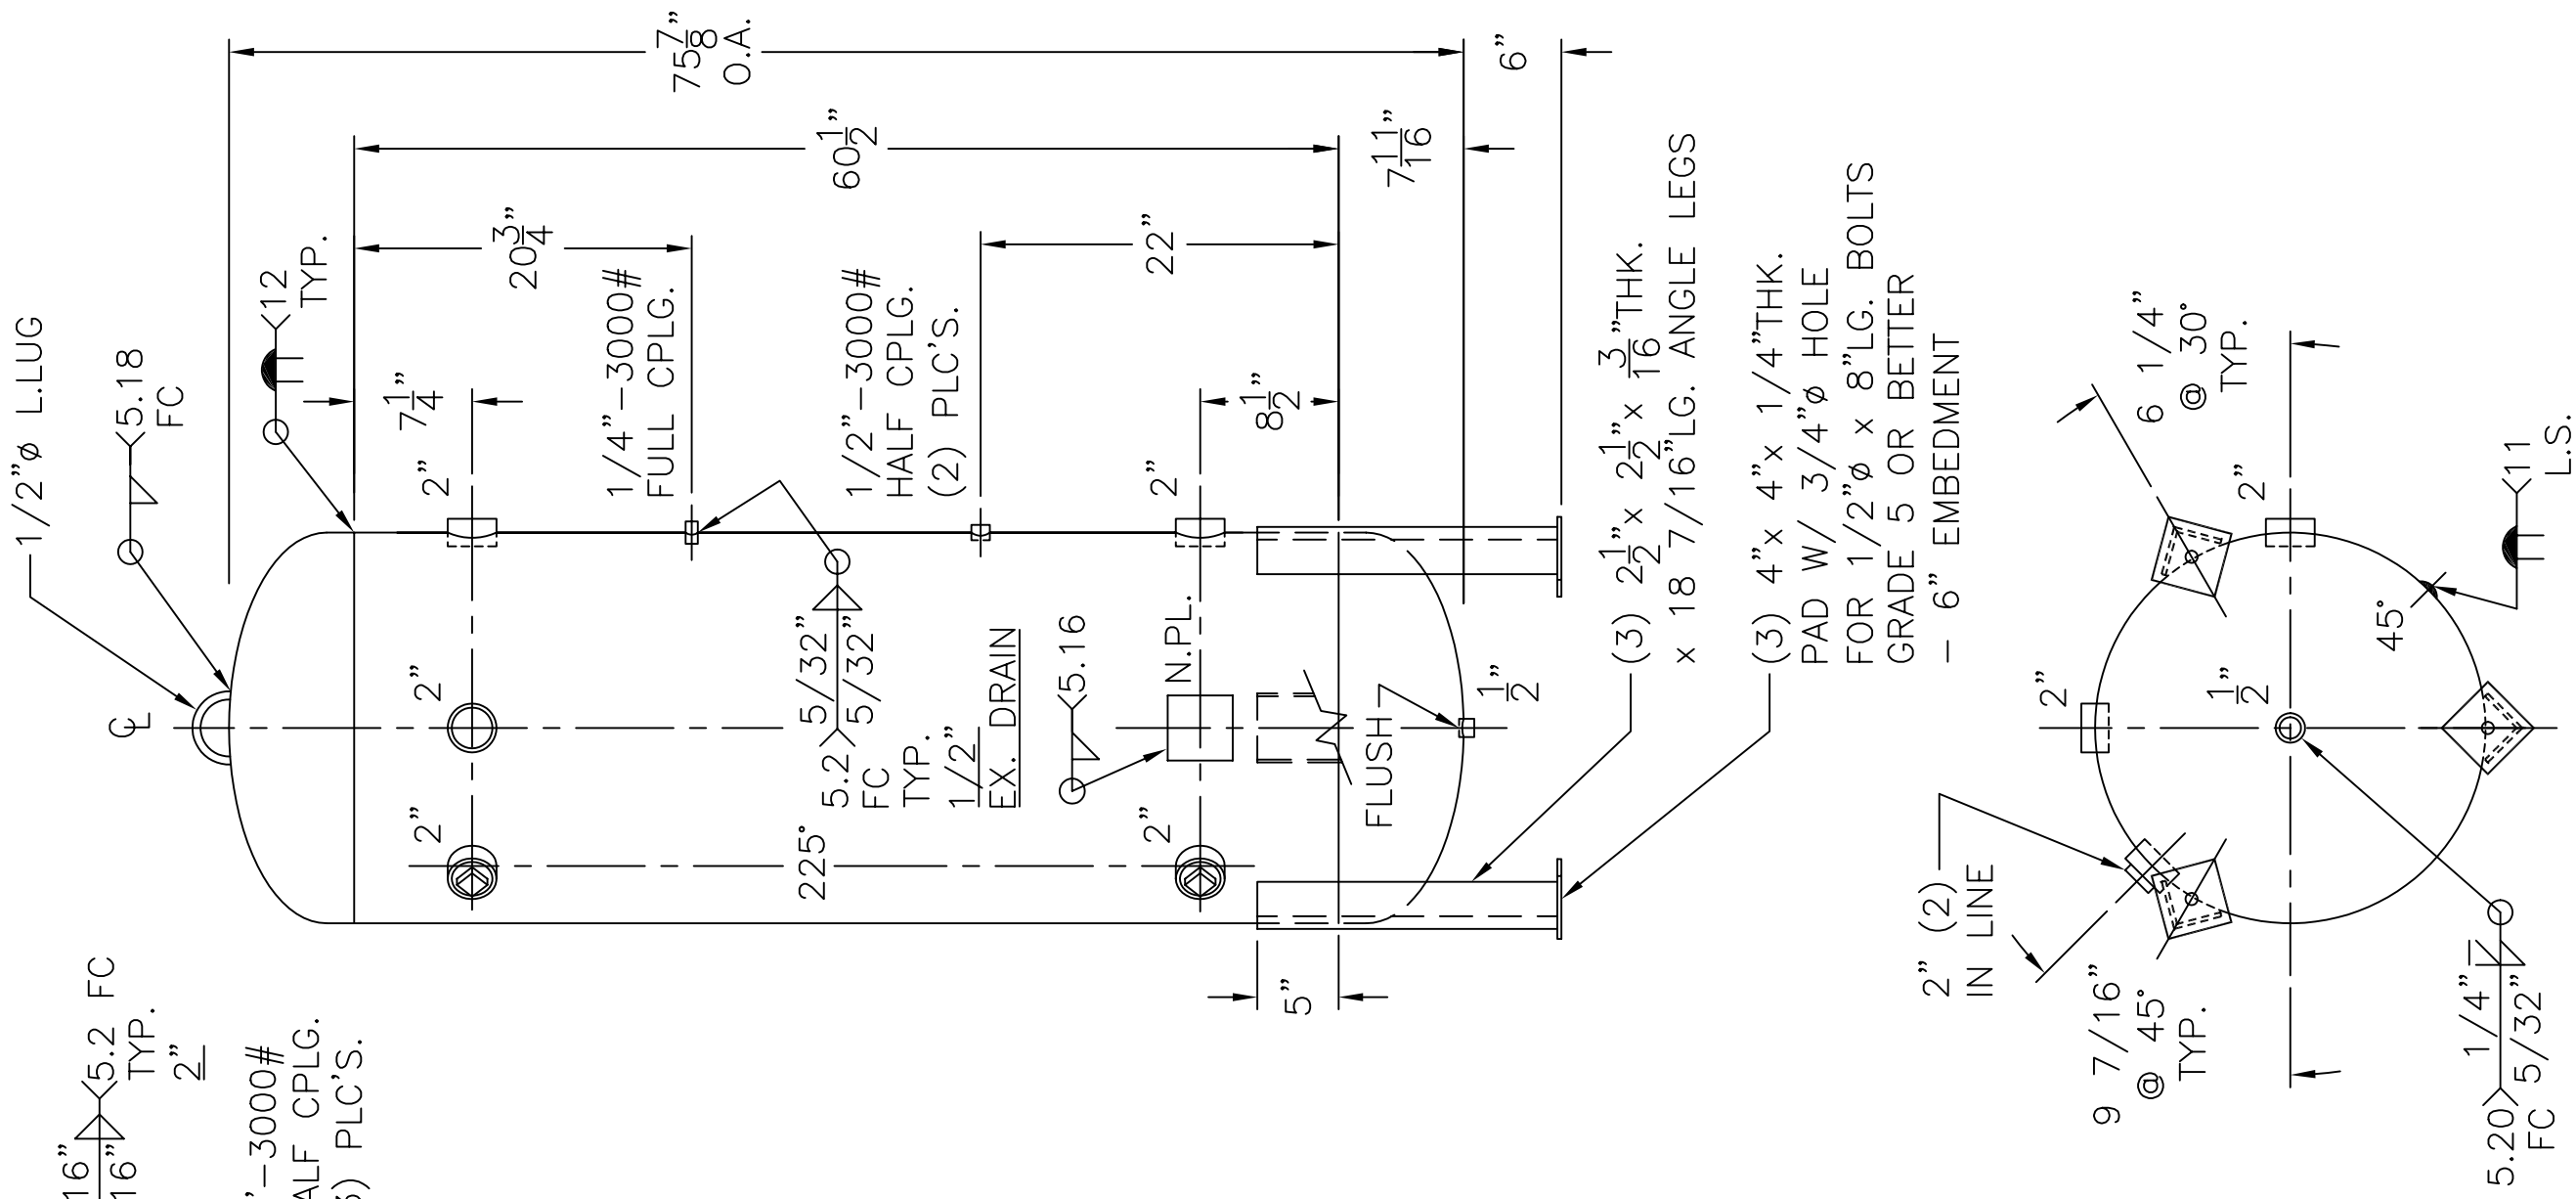 1/2"ø L.LUG
5.18
FC
12
TYP.
℄
75 7/8"
O.A.
6"
60 1/2"
7 11/16"
20 3/4"
22"
7 1/4"
8 1/2"
1/4"-3000#
FULL CPLG.
1/2"-3000#
HALF CPLG.
(2) PLC'S.
2"
2"
2"
2"
2"
5/32"
5/32"
5.2
FC
TYP.
1/2"
EX. DRAIN
5.16
N.PL.
225°
FLUSH
1/2"
5"
16"
16"
5.2 FC
TYP.
2"
"-3000#
ALF CPLG.
) PLC'S.
(3) 2 1/2"x 2 1/2"x 3/16"THK.
x 18 7/16"LG. ANGLE LEGS
(3) 4"x 4"x 1/4"THK.
PAD W/ 3/4"ø HOLE
FOR 1/2"ø x 8"LG. BOLTS
GRADE 5 OR BETTER
- 6" EMBEDMENT
2" (2)
IN LINE
9 7/16"
@ 45°
TYP.
6 1/4"
@ 30°
TYP.
2"
2"
1/2"
45°
11
L.S.
5.20
FC
1/4"
5/32"